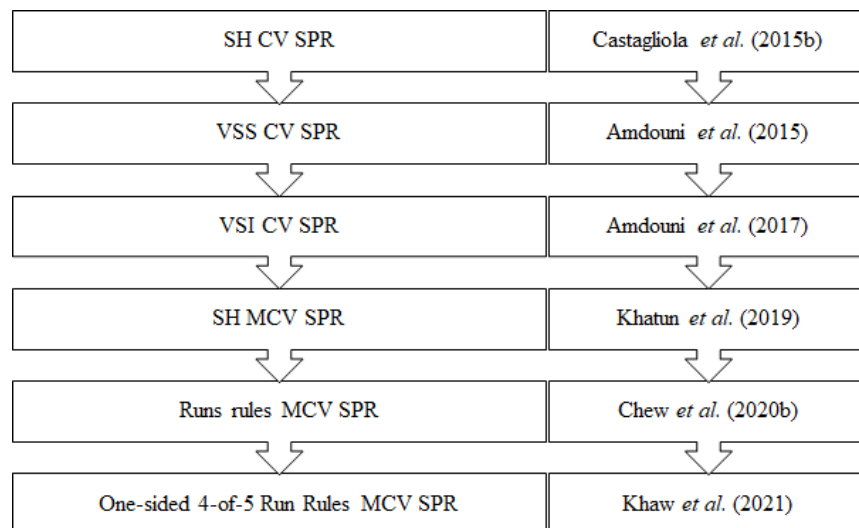 SH CV SPR
Castagliola et al. (2015b)
VSS CV SPR
Amdouni et al. (2015)
VSI CV SPR
Amdouni et al. (2017)
SH MCV SPR
Khatun et al. (2019)
Runs rules MCV SPR
Chew et al. (2020b)
One-sided 4-of-5 Run Rules MCV SPR
Khaw et al. (2021)